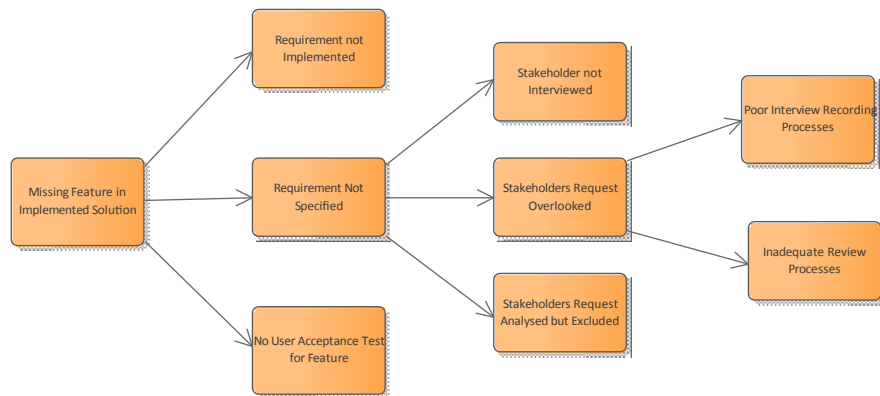 Requirement not
Implemented
Stakeholder not
Interviewed
Poor Interview Recording
Processes
Missing Feature in
Implemented Solution
Requirement Not
Specified
Stakeholders Request
Overlooked
Inadequate Review
Processes
No User Acceptance Test
for Feature
Stakeholders Request
Analysed but Excluded